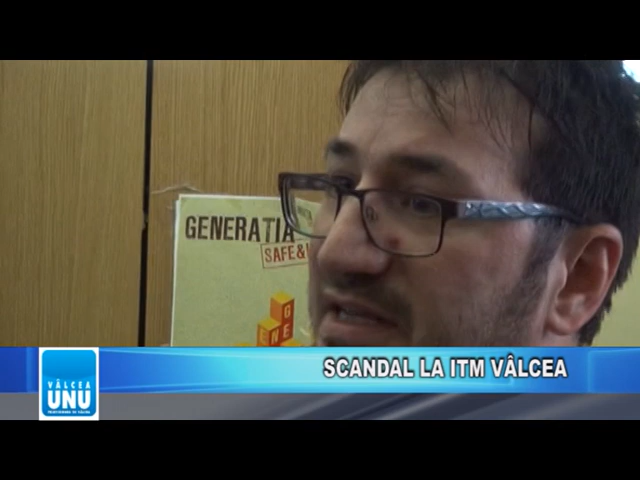 GENERATIA
SAFE&
G
E N E
SCANDAL LA ITM VÂLCEA
VÂLCEA
UNU